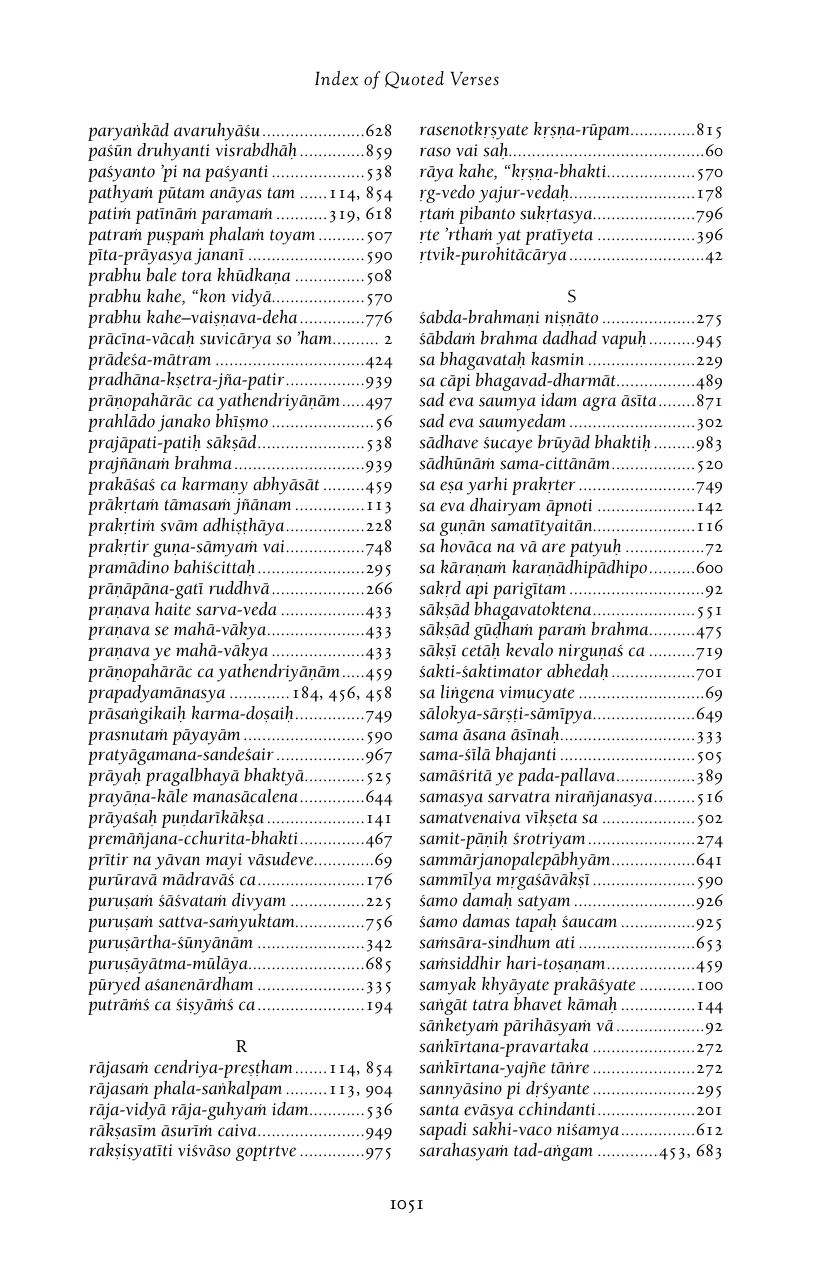 Index of Quoted Verses
paryaṅkād avaruhyāśu......................628
paśūn druhyanti visrabdhāḥ..............859
paśyanto ’pi na paśyanti....................538
pathyaṁ pūtam anāyas tam ......114, 854
patiṁ patīnāṁ paramaṁ ...........319, 618
patraṁ puṣpaṁ phalaṁ toyam..........507
pīta-prāyasya jananī .........................590
prabhu bale tora khūdkaṇa ...............508
prabhu kahe, “kon vidyā....................570
prabhu kahe–vaiṣṇava-deha..............776
prācīna-vācaḥ suvicārya so ’ham.......... 2
prādeśa-mātram ................................424
pradhāna-kṣetra-jña-patir.................939
prāṇopahārāc ca yathendriyāṇām.....497
prahlādo janako bhīṣmo ......................56
prajāpati-patiḥ sākṣād.......................538
prajñānaṁ brahma............................939
prakāśaś ca karmaṇy abhyāsāt .........459
prākṛtaṁ tāmasaṁ jñānam ...............113
prakṛtiṁ svām adhiṣṭhāya.................228
prakṛtir guṇa-sāmyaṁ vai.................748
pramādino bahiścittaḥ.......................295
prāṇāpāna-gatī ruddhvā....................266
praṇava haite sarva-veda ..................433
praṇava se mahā-vākya.....................433
praṇava ye mahā-vākya ....................433
prāṇopahārāc ca yathendriyāṇām.....459
prapadyamānasya .............184, 456, 458
prāsaṅgikaiḥ karma-doṣaiḥ...............749
prasnutaṁ pāyayām ..........................590
pratyāgamana-sandeśair ...................967
prāyaḥ pragalbhayā bhaktyā.............525
prayāṇa-kāle manasācalena..............644
prāyaśaḥ puṇḍarīkākṣa .....................141
premāñjana-cchurita-bhakti..............467
prītir na yāvan mayi vāsudeve.............69
purūravā mādravāś ca.......................176
puruṣaṁ śāśvataṁ divyam ................225
puruṣaṁ sattva-saṁyuktam...............756
puruṣārtha-śūnyānām .......................342
puruṣāyātma-mūlāya.........................685
pūryed aśanenārdham .......................335
putrāṁś ca śiṣyāṁś ca.......................194
R
rājasaṁ cendriya-preṣṭham.......114, 854
rājasaṁ phala-saṅkalpam .........113, 904
rāja-vidyā rāja-guhyaṁ idam............536
rākṣasīm āsurīṁ caiva.......................949
rakṣiṣyatīti viśvāso goptṛtve ..............975
rasenotkṛṣyate kṛṣṇa-rūpam..............815
raso vai saḥ..........................................60
rāya kahe, “kṛṣṇa-bhakti...................570
ṛg-vedo yajur-vedaḥ...........................178
ṛtaṁ pibanto sukṛtasya......................796
ṛte ’rthaṁ yat pratīyeta .....................396
ṛtvik-purohitācārya.............................42
S
śabda-brahmaṇi niṣṇāto ....................275
śābdaṁ brahma dadhad vapuḥ..........945
sa bhagavataḥ kasmin .......................229
sa cāpi bhagavad-dharmāt.................489
sad eva saumya idam agra āsīta........871
sad eva saumyedam...........................302
sādhave śucaye brūyād bhaktiḥ.........983
sādhūnāṁ sama-cittānām..................520
sa eṣa yarhi prakṛter .........................749
sa eva dhairyam āpnoti .....................142
sa guṇān samatītyaitān......................116
sa hovāca na vā are patyuḥ .................72
sa kāraṇaṁ karaṇādhipādhipo..........600
sakṛd api parigītam..............................92
sākṣād bhagavatoktena......................551
sākṣād gūḍhaṁ paraṁ brahma..........475
sākṣī cetāḥ kevalo nirguṇaś ca ..........719
śakti-śaktimator abhedaḥ..................701
sa liṅgena vimucyate ...........................69
sālokya-sārṣṭi-sāmīpya......................649
sama āsana āsīnaḥ.............................333
sama-śīlā bhajanti .............................505
samāśritā ye pada-pallava.................389
samasya sarvatra nirañjanasya.........516
samatvenaiva vīkṣeta sa ....................502
samit-pāṇiḥ śrotriyam.......................274
sammārjanopalepābhyām..................641
sammīlya mṛgaśāvākṣī ......................590
śamo damaḥ satyam ..........................926
śamo damas tapaḥ śaucam ................925
saṁsāra-sindhum ati .........................653
saṁsiddhir hari-toṣaṇam...................459
samyak khyāyate prakāśyate ............100
saṅgāt tatra bhavet kāmaḥ ................144
sāṅketyaṁ pārihāsyaṁ vā...................92
saṅkīrtana-pravartaka ......................272
saṅkīrtana-yajñe tāṅre ......................272
sannyāsino pi dṛśyante ......................295
santa evāsya cchindanti.....................201
sapadi sakhi-vaco niśamya................612
sarahasyaṁ tad-aṅgam .............453, 683
1051